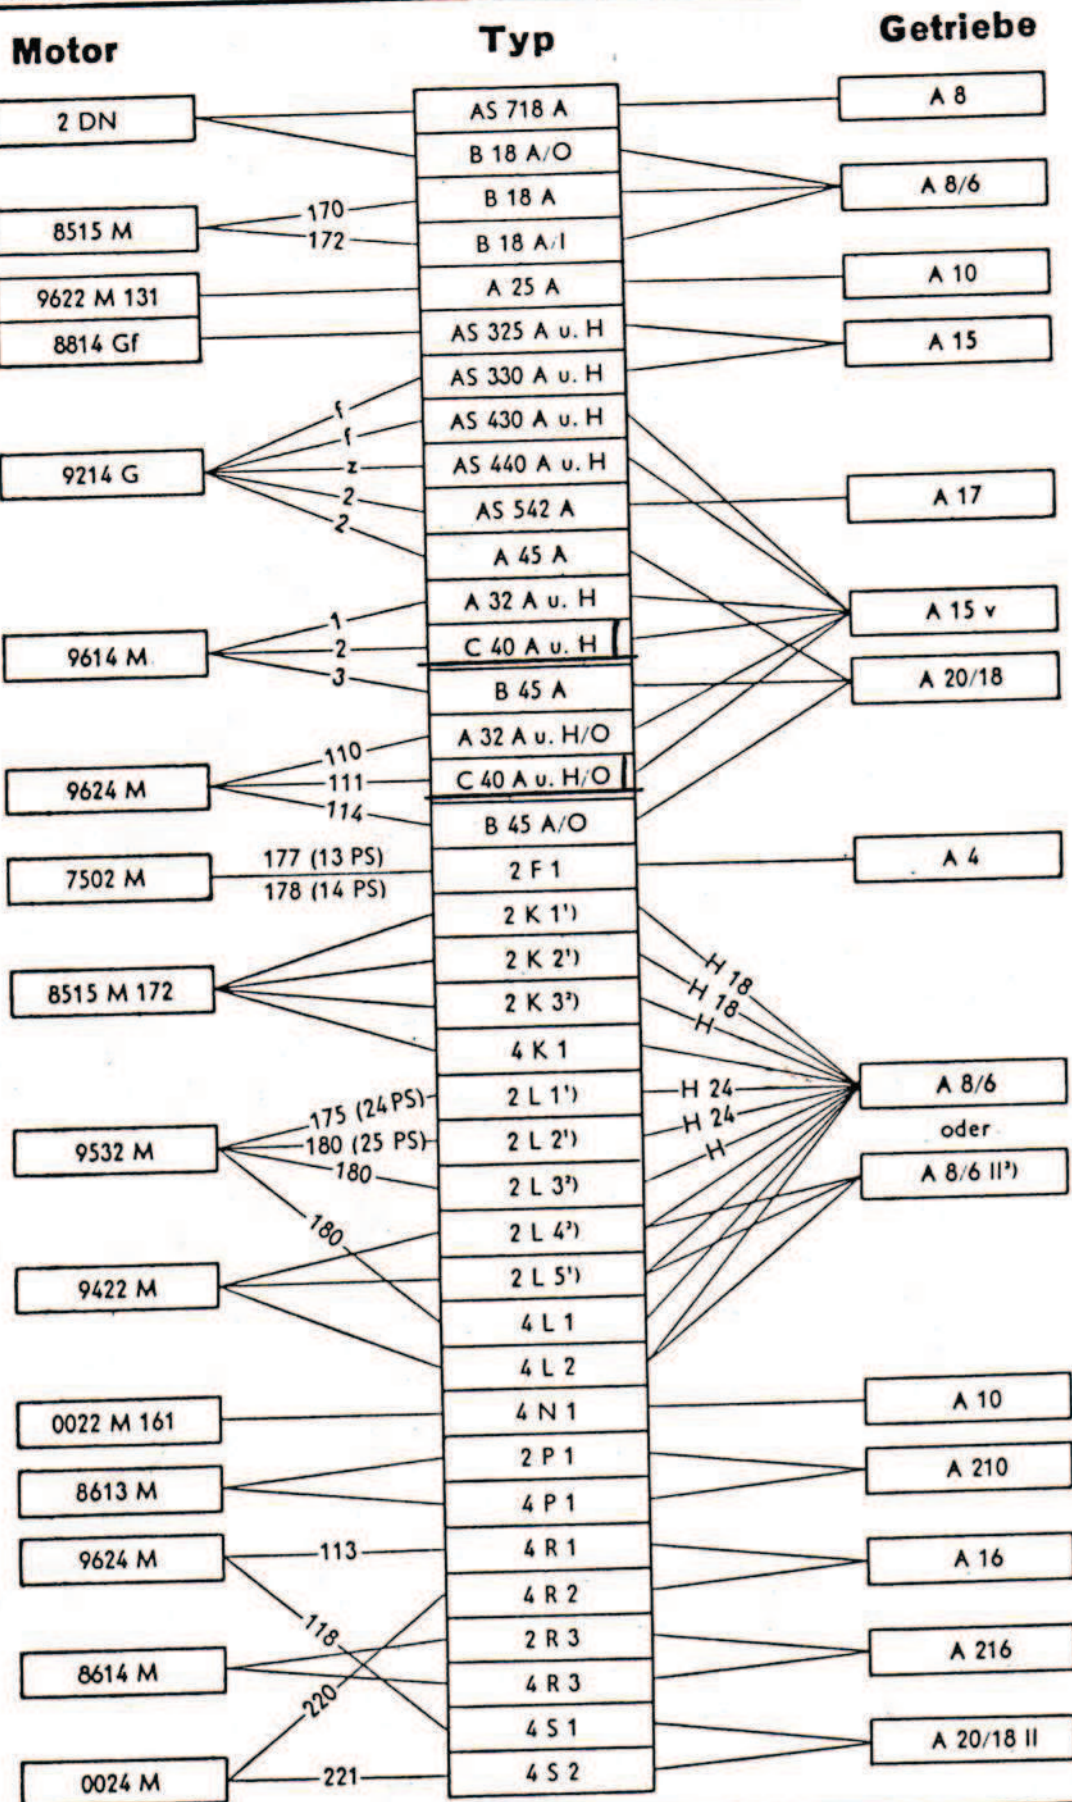 Motor Typ Getriebe
2 DN AS 718 A A 8
B 18 A/O
8515 M 170 B 18 A A 8/6
172 B 18 A/I
9622 M 131 A 25 A A 10
8814 Gf AS 325 A u. H A 15
f AS 330 A u. H
f AS 430 A u. H
9214 G z AS 440 A u. H
2 AS 542 A A 17
2 A 45 A
1 A 32 A u. H A 15 v
9614 M 2 C 40 A u. H
3 B 45 A A 20/18
110 A 32 A u. H/O
9624 M 111 C 40 A u. H/O
114 B 45 A/O
7502 M 177 (13 PS) 2 F 1 A 4
178 (14 PS)
2 K 1¹)
2 K 2¹) H 18
8515 M 172 2 K 3²) H 18
H
4 K 1
175 (24 PS) 2 L 1¹) H 24 A 8/6
9532 M 180 (25 PS) 2 L 2¹) H 24 oder
180 2 L 3²) H A 8/6 II³)
180 2 L 4²)
9422 M 2 L 5¹)
4 L 1
4 L 2
0022 M 161 4 N 1 A 10
8613 M 2 P 1 A 210
4 P 1
9624 M 113 4 R 1 A 16
4 R 2
118 2 R 3
8614 M 220 4 R 3 A 216
4 S 1 A 20/18 II
0024 M 221 4 S 2